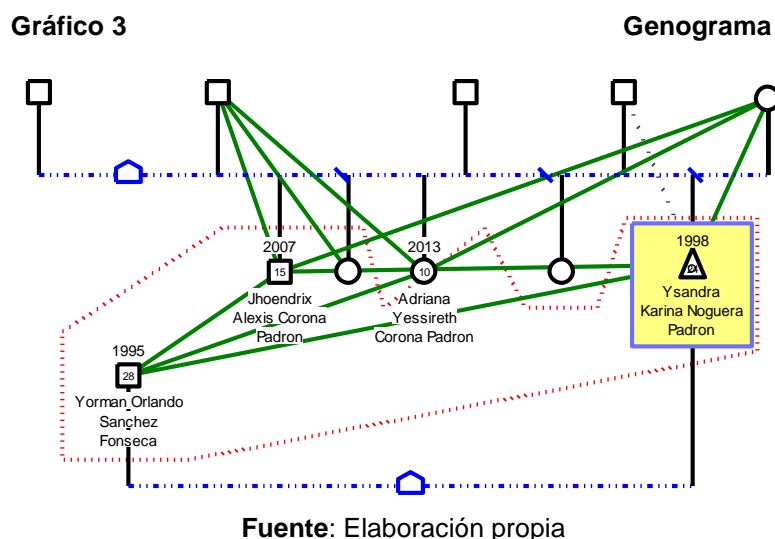 Gráfico 3
Genograma
2007
2013
1998
15
10
24
Jhoendrix
Alexis Corona
Padron
Adriana
Yessireth
Corona Padron
Ysandra
Karina Noguera
Padron
1995
28
Yorman Orlando
Sanchez
Fonseca
Fuente: Elaboración propia